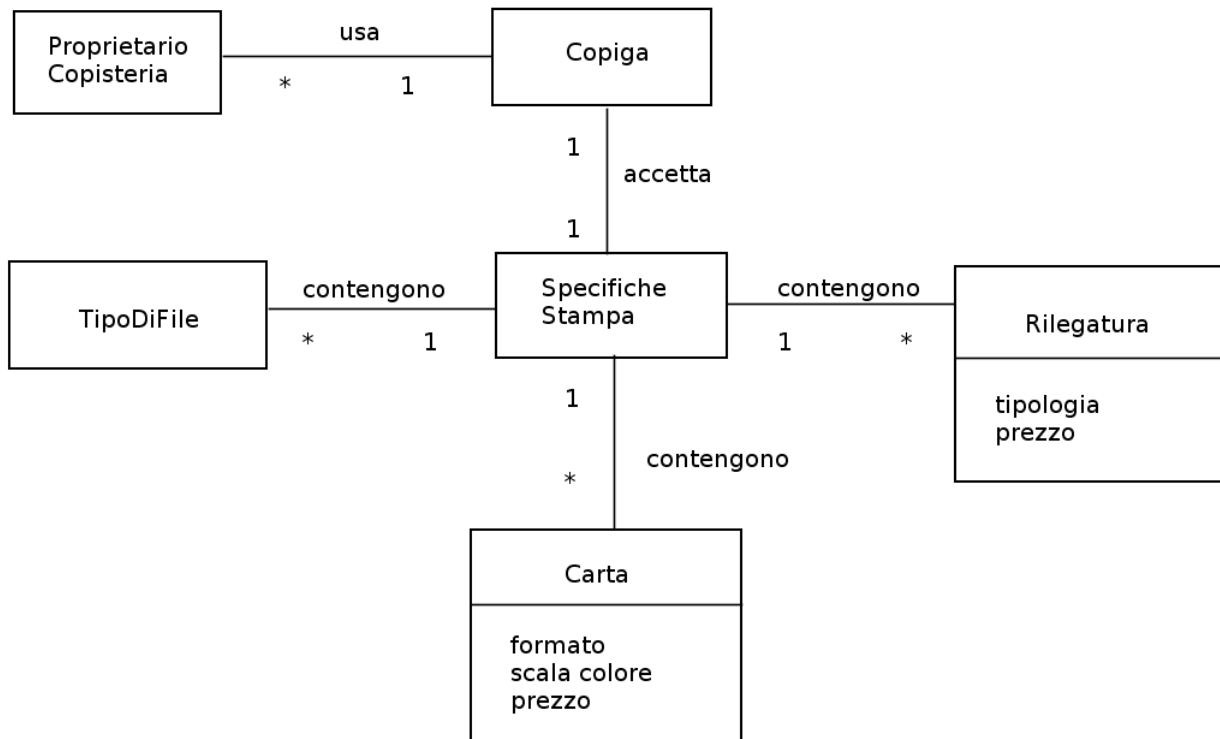 Proprietario
Copisteria
usa
*
1
Copiga
1
accetta
1
TipoDiFile
contengono
*
1
Specifiche
Stampa
contengono
1
*
Rilegatura
tipologia
prezzo
1
contengono
*
Carta
formato
scala colore
prezzo